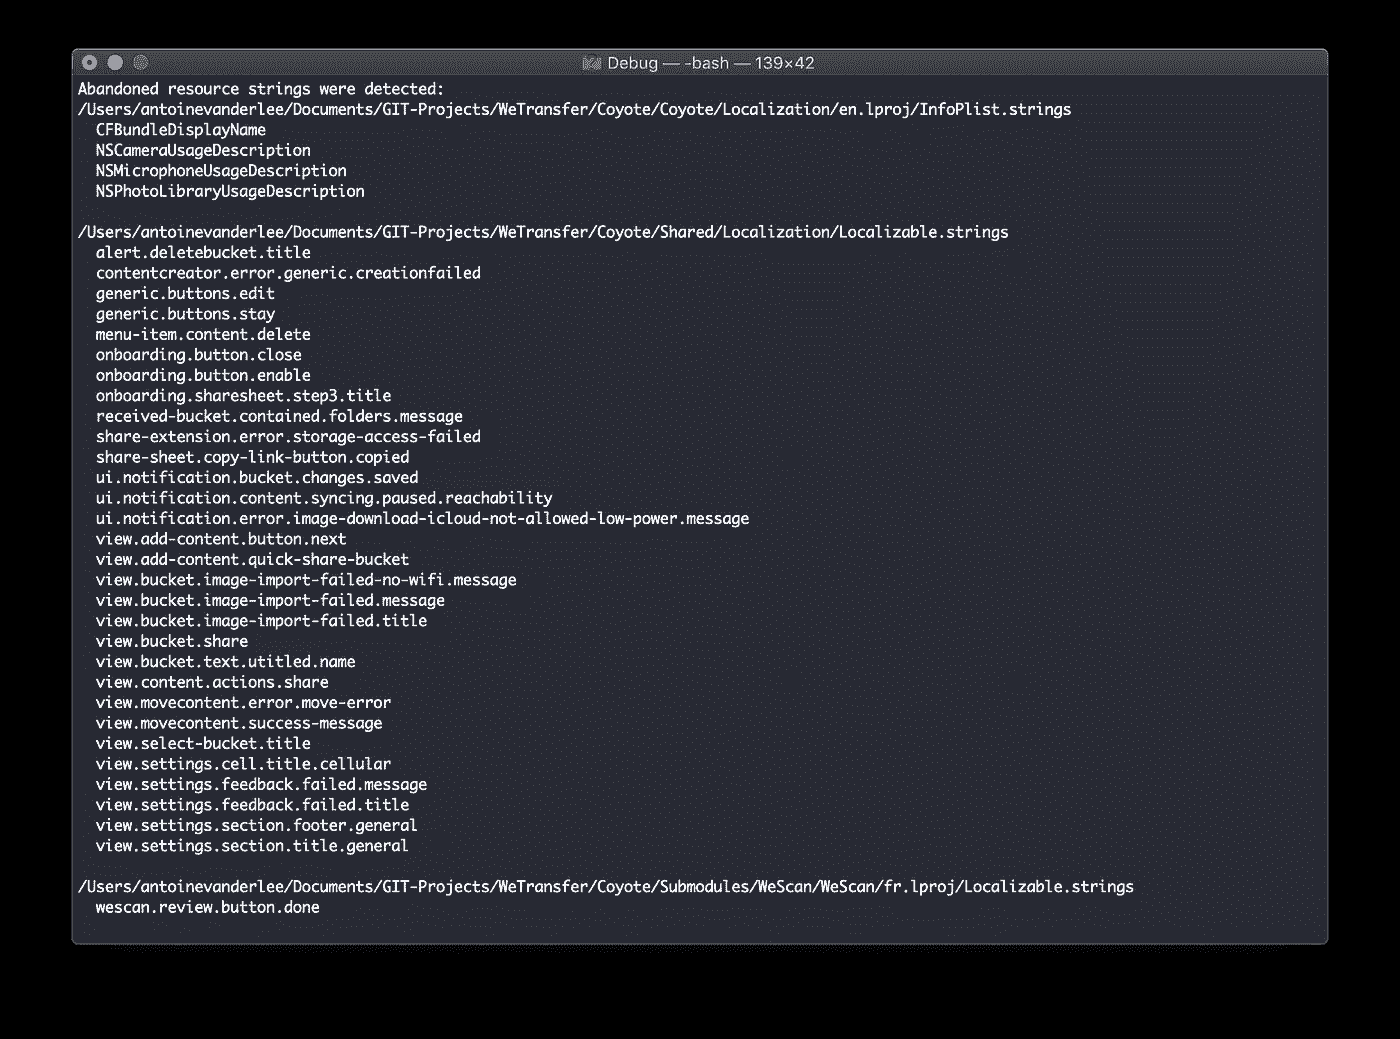 Debug — -bash — 139×42
Abandoned resource strings were detected:
/Users/antoinevanderlee/Documents/GIT-Projects/WeTransfer/Coyote/Coyote/Localization/en.lproj/InfoPlist.strings
CFBundleDisplayName
NSCameraUsageDescription
NSMicrophoneUsageDescription
NSPhotoLibraryUsageDescription
/Users/antoinevanderlee/Documents/GIT-Projects/WeTransfer/Coyote/Shared/Localization/Localizable.strings
alert.deletebucket.title
contentcreator.error.generic.creationfailed
generic.buttons.edit
generic.buttons.stay
menu-item.content.delete
onboarding.button.close
onboarding.button.enable
onboarding.sharesheet.step3.title
received-bucket.contained.folders.message
share-extension.error.storage-access-failed
share-sheet.copy-link-button.copied
ui.notification.bucket.changes.saved
ui.notification.content.syncing.paused.reachability
ui.notification.error.image-download-icloud-not-allowed-low-power.message
view.add-content.button.next
view.add-content.quick-share-bucket
view.bucket.image-import-failed-no-wifi.message
view.bucket.image-import-failed.message
view.bucket.image-import-failed.title
view.bucket.share
view.bucket.text.utitled.name
view.content.actions.share
view.movecontent.error.move-error
view.movecontent.success-message
view.select-bucket.title
view.settings.cell.title.cellular
view.settings.feedback.failed.message
view.settings.feedback.failed.title
view.settings.section.footer.general
view.settings.section.title.general
/Users/antoinevanderlee/Documents/GIT-Projects/WeTransfer/Coyote/Submodules/WeScan/WeScan/fr.lproj/Localizable.strings
wescan.review.button.done